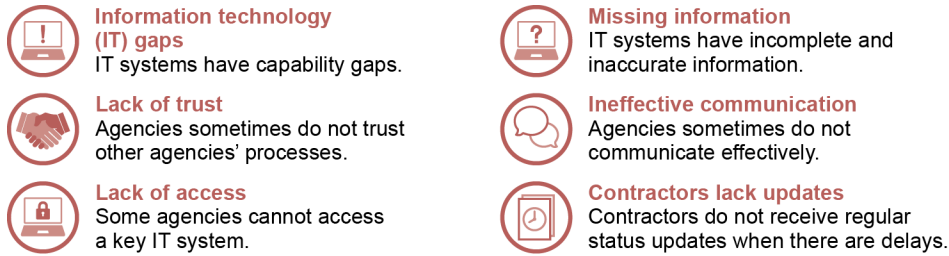 Information technology
(IT) gaps
IT systems have capability gaps.
Lack of trust
Agencies sometimes do not trust
other agencies’ processes.
Lack of access
Some agencies cannot access
a key IT system.
Missing information
IT systems have incomplete and
inaccurate information.
Ineffective communication
Agencies sometimes do not
communicate effectively.
Contractors lack updates
Contractors do not receive regular
status updates when there are delays.